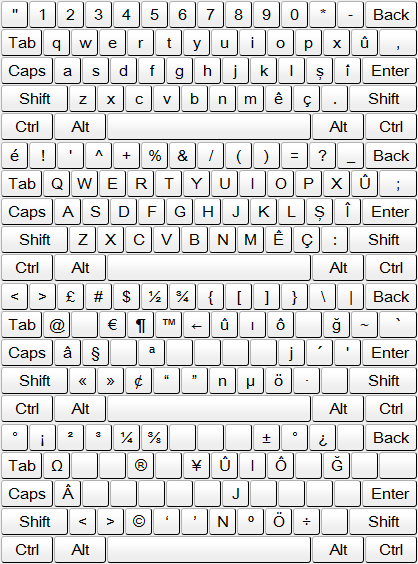 " 1 2 3 4 5 6 7 8 9 0 * - Back
Tab q w e r t y u i o p x û ,
Caps a s d f g h j k l ş î Enter
Shift z x c v b n m ê ç . Shift
Ctrl Alt Alt Ctrl
é ! ' ^ + % & / ( ) = ? _ Back
Tab Q W E R T Y U I O P X Û ;
Caps A S D F G H J K L Ş Î Enter
Shift Z X C V B N M Ê Ç : Shift
Ctrl Alt Alt Ctrl
< > £ # $ ½ ¾ { [ ] } \ | Back
Tab @ € ¶ ™ ← û ı ô ğ ~ `
Caps â § ª j ´ ' Enter
Shift « » ¢ “ ” n µ ö · Shift
Ctrl Alt Alt Ctrl
° ¡ ² ³ ¼ ⅜ ± ° ¿ Back
Tab Ω ® ¥ Û I Ô Ğ
Caps Â J Enter
Shift < > © ‘ ’ N º Ö ÷ Shift
Ctrl Alt Alt Ctrl